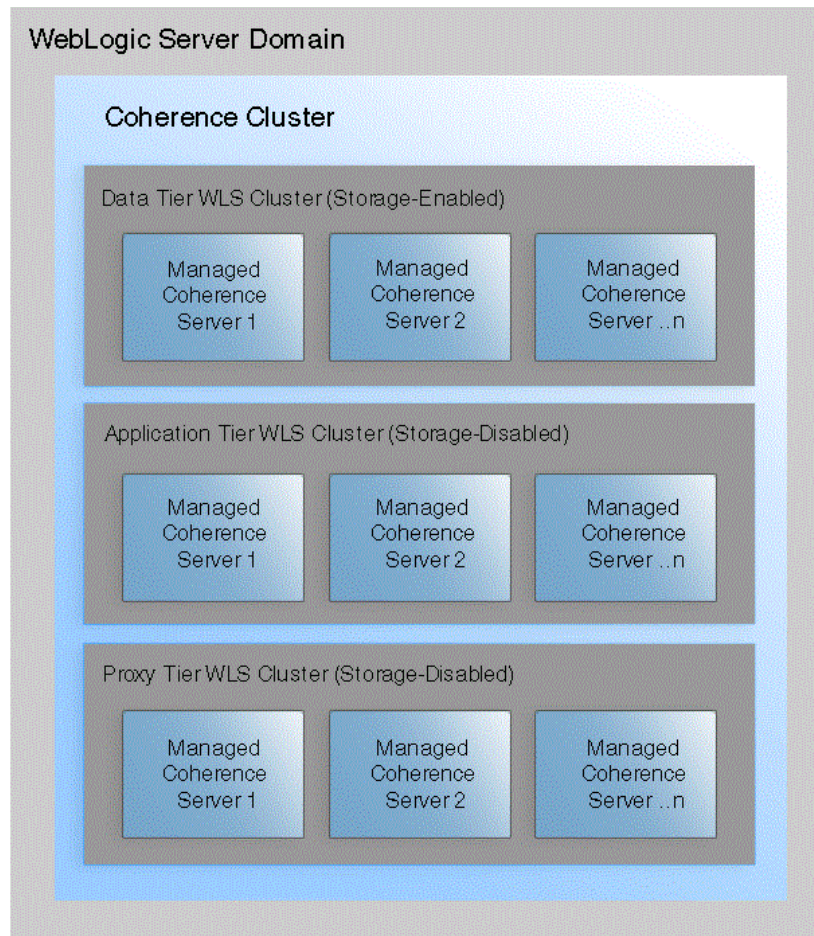 WebLogic Server Domain
Coherence Cluster
Data Tier WLS Cluster (Storage-Enabled)
Managed
Coherence
Server 1
Managed
Coherence
Server 2
Managed
Coherence
Server ..n
Application Tier WLS Cluster (Storage-Disabled)
Managed
Coherence
Server 1
Managed
Coherence
Server 2
Managed
Coherence
Server ..n
Proxy Tier WLS Cluster (Storage-Disabled)
Managed
Coherence
Server 1
Managed
Coherence
Server 2
Managed
Coherence
Server ..n